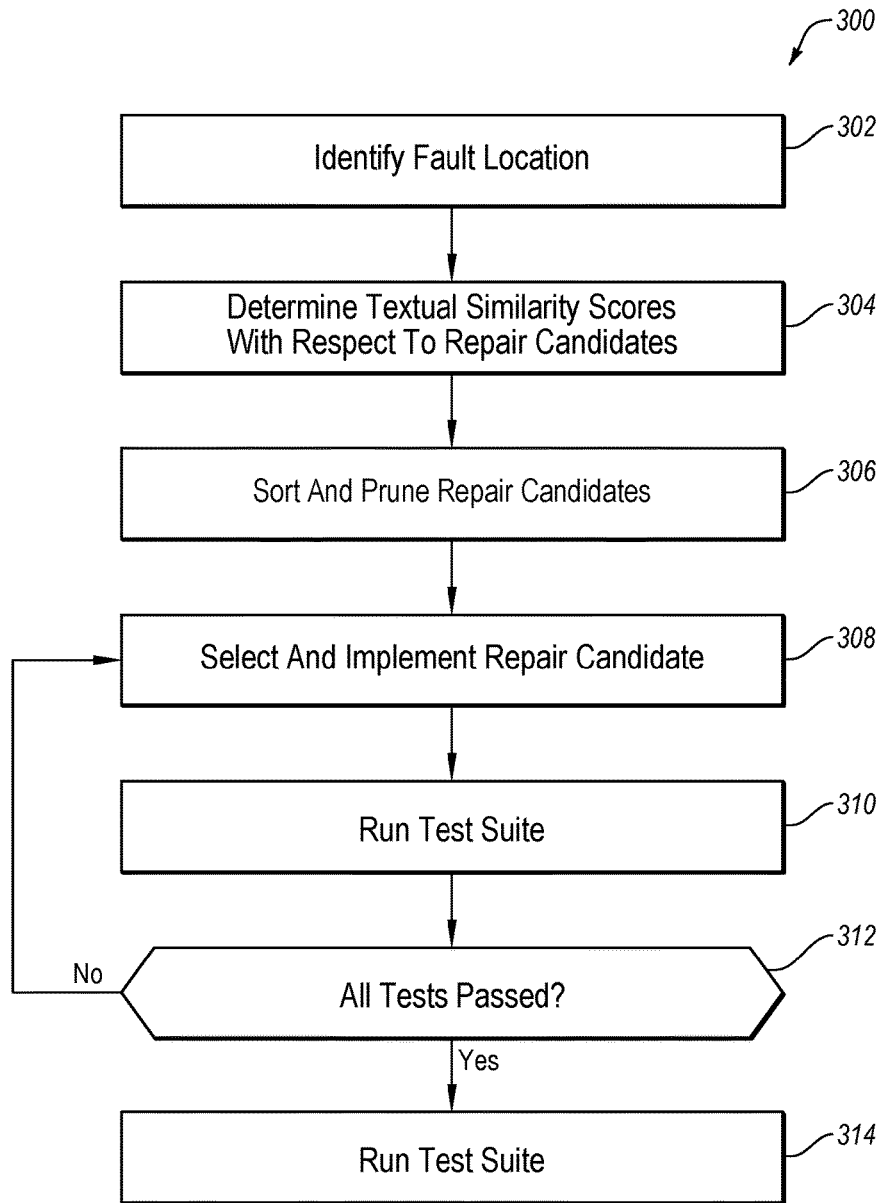 300
302
Identify Fault Location
304
Determine Textual Similarity Scores
With Respect To Repair Candidates
306
Sort And Prune Repair Candidates
308
Select And Implement Repair Candidate
310
Run Test Suite
312
No
All Tests Passed?
Yes
314
Run Test Suite